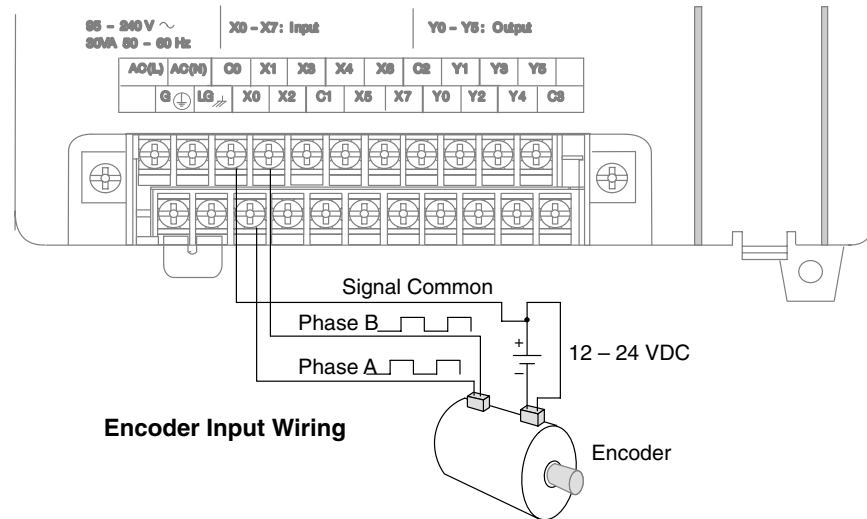 95 – 240 V ~ X0 – X7: Input Y0 – Y5: Output
30VA 50 – 60 Hz
AC(L) AC(N) C0 X1 X3 X4 X6 C2 Y1 Y3 Y5
G LG X0 X2 C1 X5 X7 Y0 Y2 Y4 C3
Signal Common
Phase B
+
12 – 24 VDC
Phase A
–
Encoder Input Wiring
Encoder